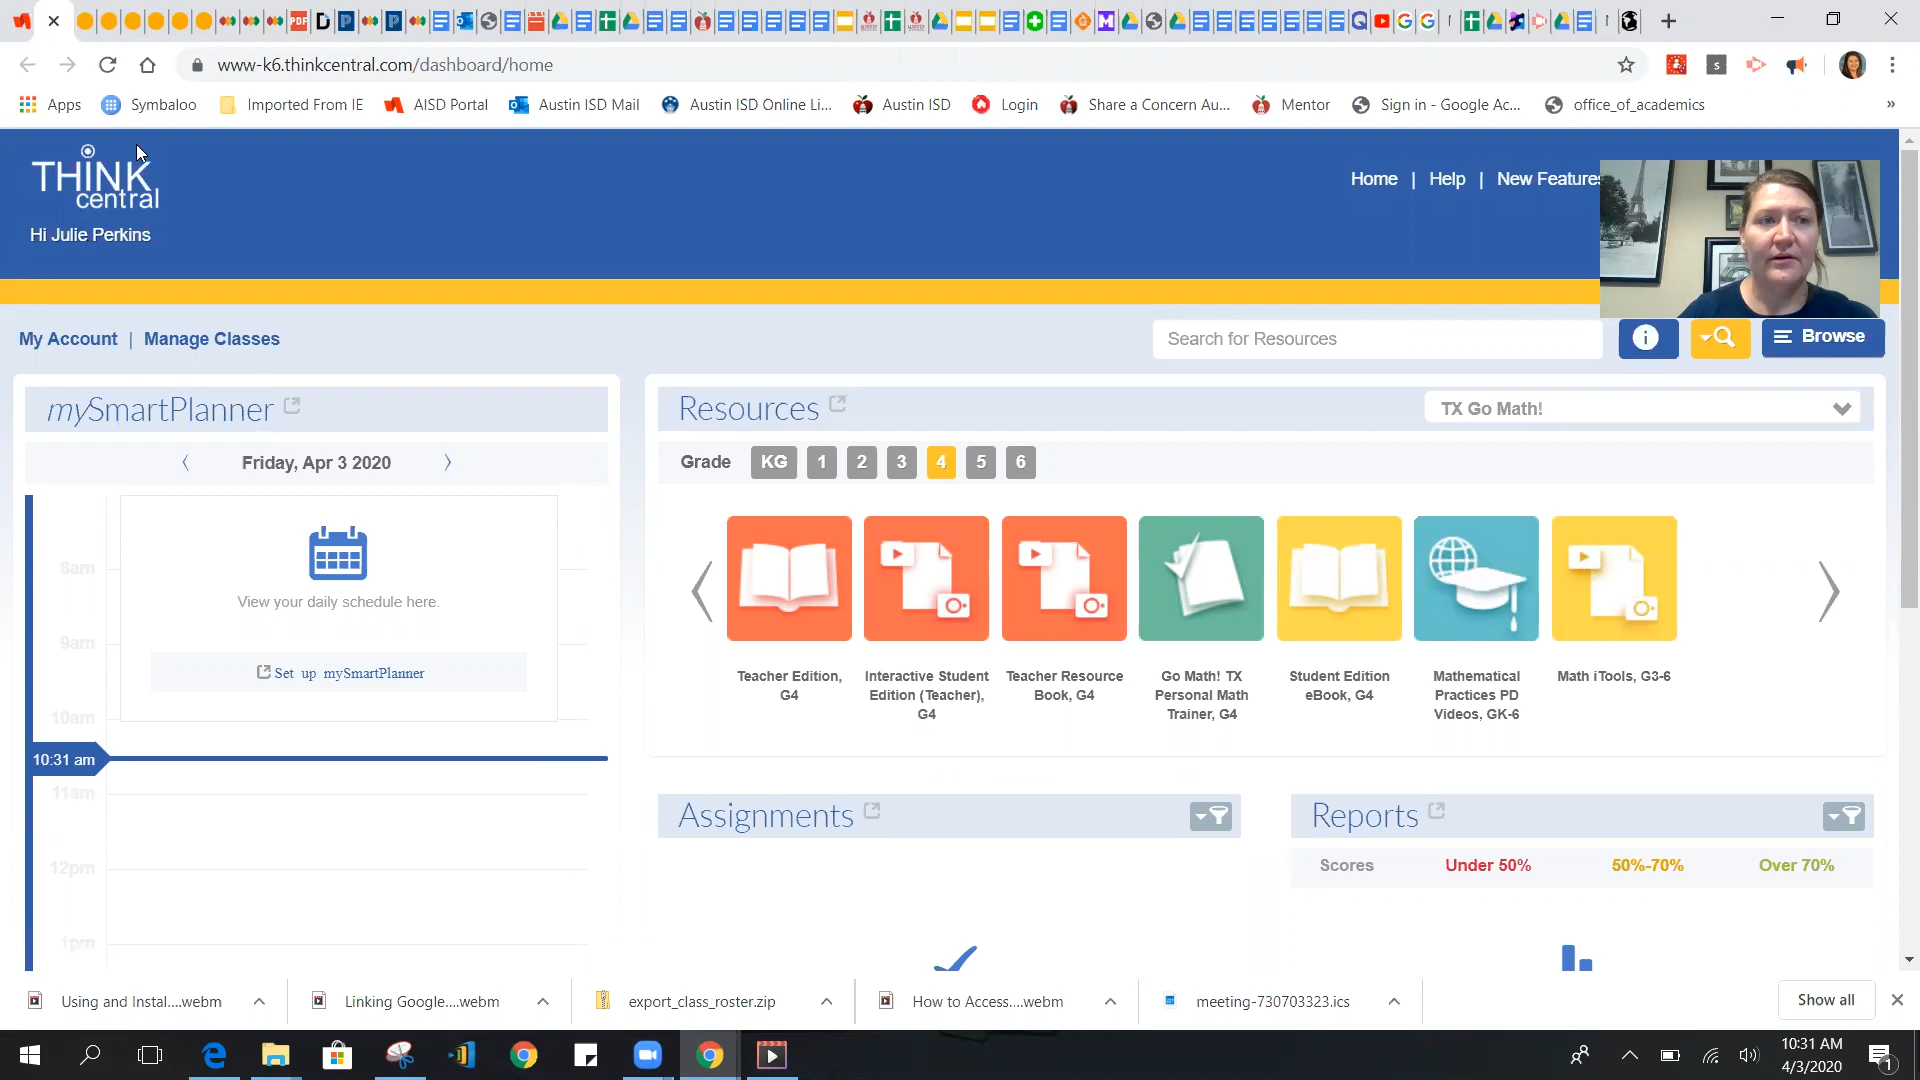 www-k6.thinkcentral.com/dashboard/home
Apps
Symbaloo
Imported From IE
AISD Portal
Austin ISD Mail
Austin ISD Online Li...
Austin ISD
Login
Share a Concern Au...
Mentor
Sign in - Google Ac...
office_of_academics
»
THINK
central
Hi Julie Perkins
Home | Help | New Features
My Account | Manage Classes
Search for Resources
Browse
mySmartPlanner
Resources
TX Go Math!
Friday, Apr 3 2020
Grade KG 1 2 3 4 5 6
8am
View your daily schedule here.
9am
Set up mySmartPlanner
10am
10:31 am
11am
12pm
1pm
Teacher Edition,
G4
Interactive Student
Edition (Teacher),
G4
Teacher Resource
Book, G4
Go Math! TX
Personal Math
Trainer, G4
Student Edition
eBook, G4
Mathematical
Practices PD
Videos, GK-6
Math iTools, G3-6
Assignments
Reports
Scores Under 50% 50%-70% Over 70%
Using and Instal....webm
Linking Google....webm
export_class_roster.zip
How to Access....webm
meeting-730703323.ics
Show all
10:31 AM
4/3/2020
1